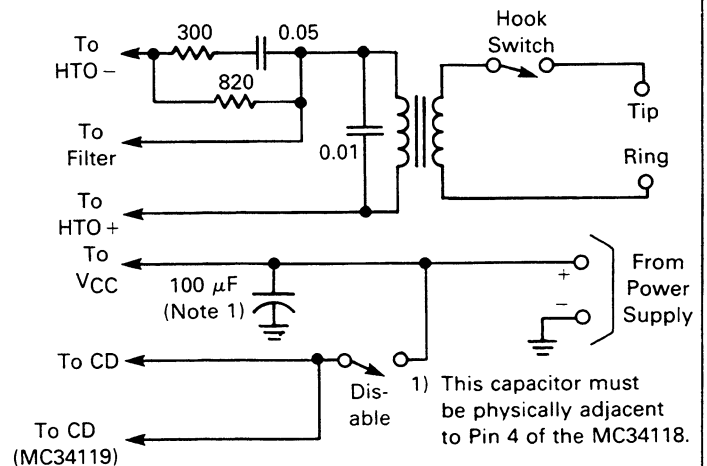 Hook
Switch
300
0.05
To
HTO −
820
To
Filter
0.01
Tip
Ring
To
HTO +
To
VCC
100 μF
(Note 1)
+
−
From
Power
Supply
To CD
Dis-
able
1) This capacitor must
be physically adjacent
to Pin 4 of the MC34118.
To CD
(MC34119)